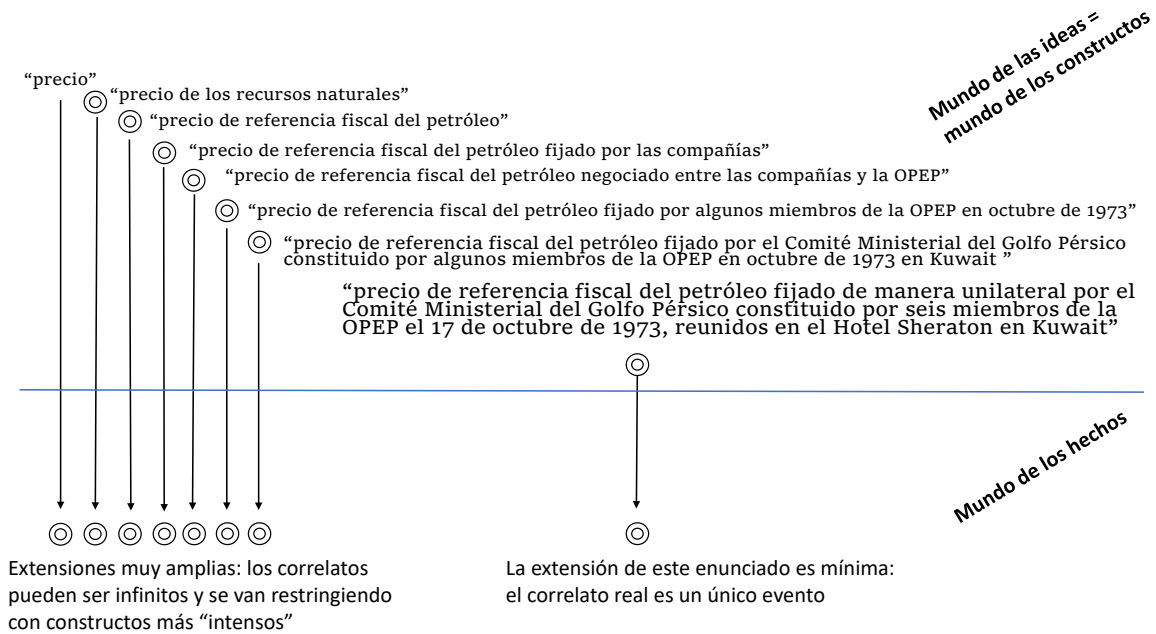 Mundo de las ideas =
mundo de los constructos
“precio”
“precio de los recursos naturales”
“precio de referencia fiscal del petróleo”
“precio de referencia fiscal del petróleo fijado por las compañías”
“precio de referencia fiscal del petróleo negociado entre las compañías y la OPEP”
“precio de referencia fiscal del petróleo fijado por algunos miembros de la OPEP en octubre de 1973”
“precio de referencia fiscal del petróleo fijado por el Comité Ministerial del Golfo Pérsico
constituido por algunos miembros de la OPEP en octubre de 1973 en Kuwait ”
“precio de referencia fiscal del petróleo fijado de manera unilateral por el
Comité Ministerial del Golfo Pérsico constituido por seis miembros de la
OPEP el 17 de octubre de 1973, reunidos en el Hotel Sheraton en Kuwait”
Mundo de los hechos
Extensiones muy amplias: los correlatos
pueden ser infinitos y se van restringiendo
con constructos más “intensos”
La extensión de este enunciado es mínima:
el correlato real es un único evento